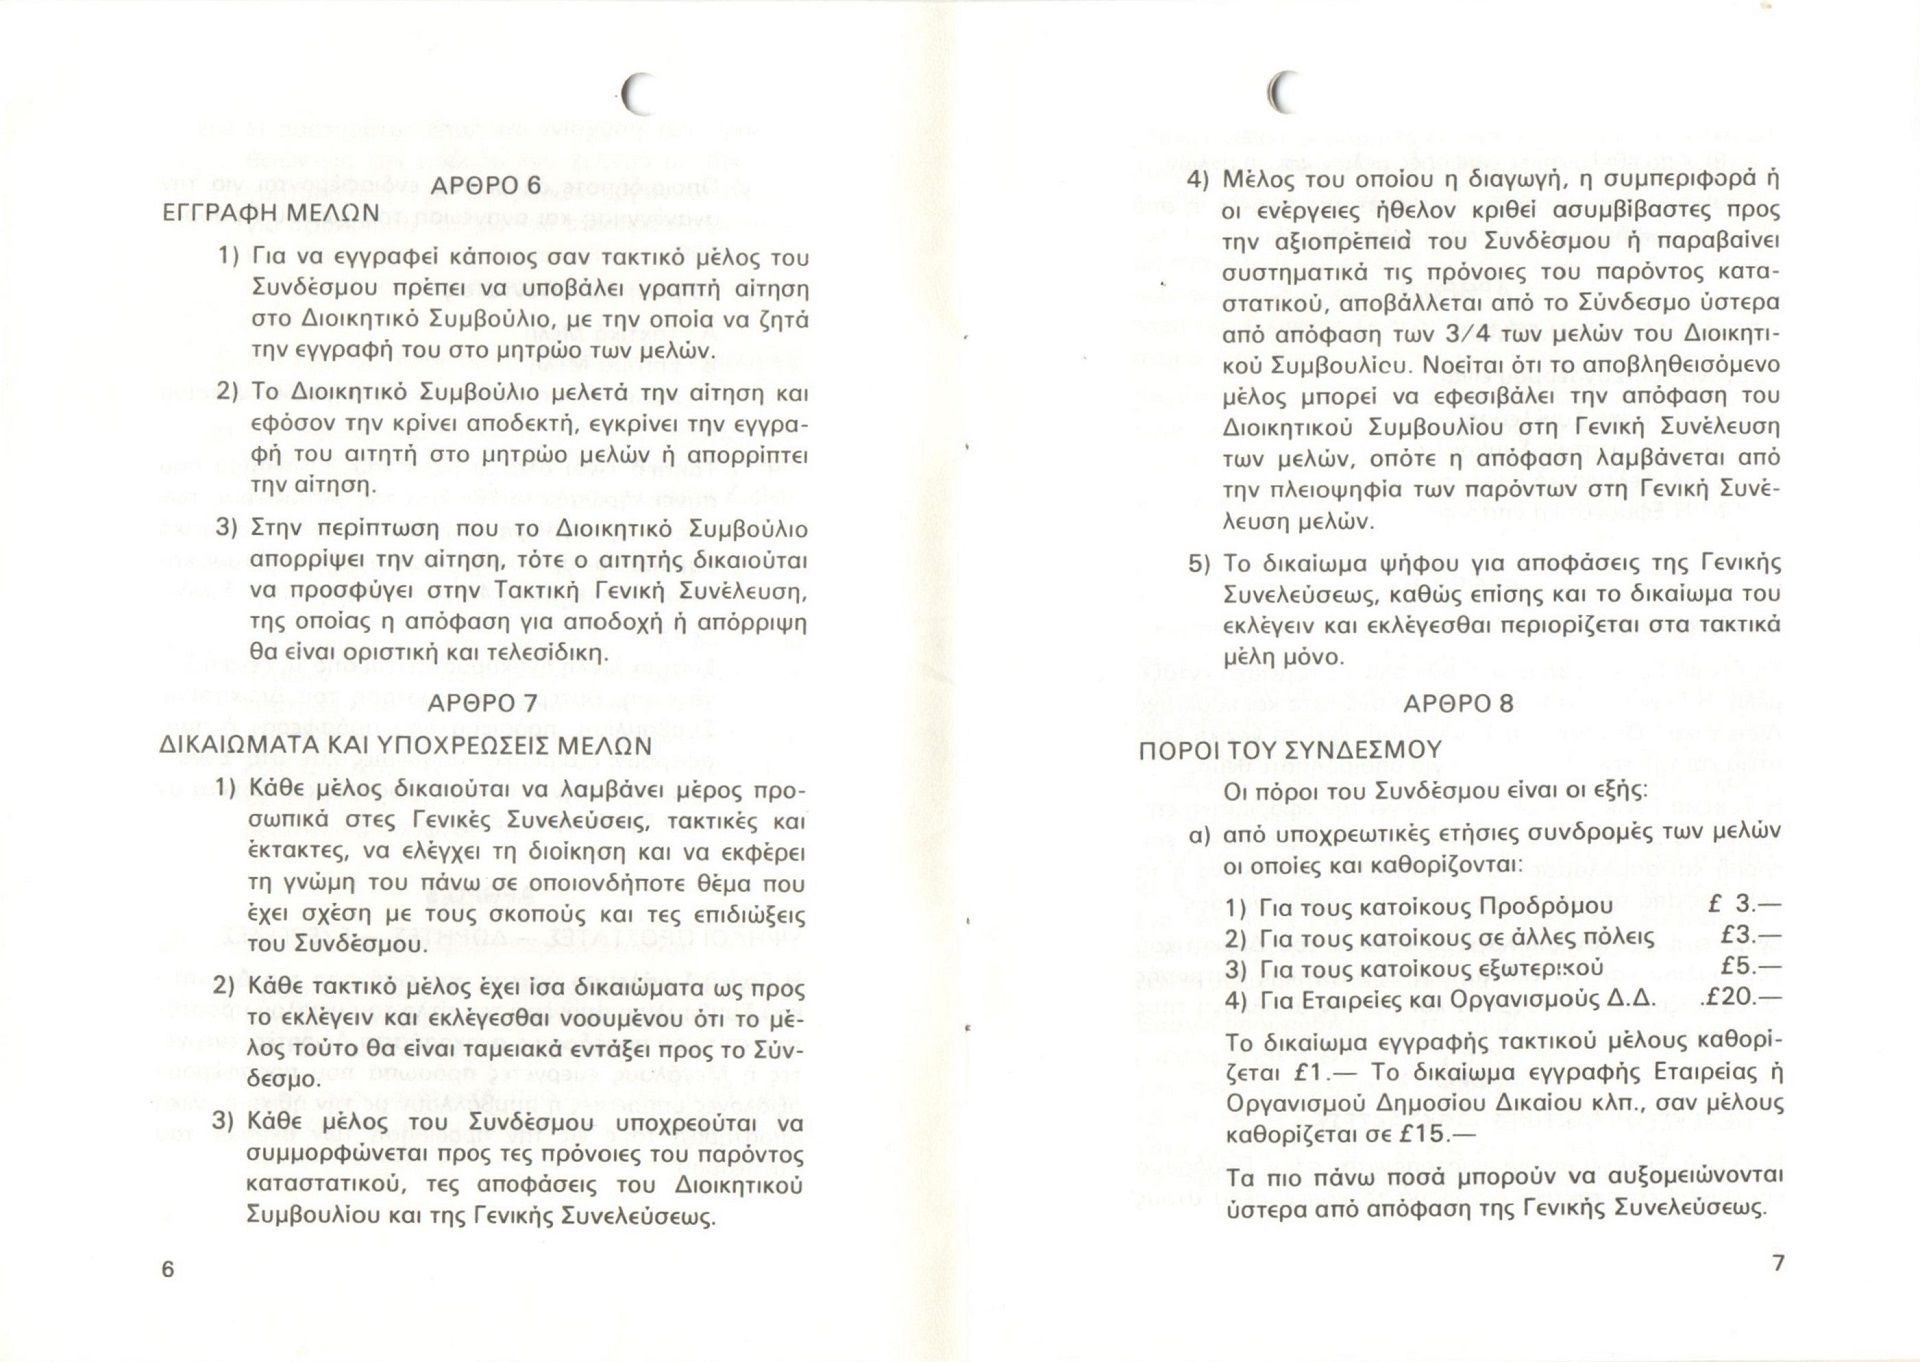 ΑΡΘΡΟ 6
ΕΓΓΡΑΦΗ ΜΕΛΩΝ
1) Για να εγγραφεί κάποιος σαν τακτικό μέλος του
Συνδέσμου πρέπει να υποβάλει γραπτή αίτηση
στο Διοικητικό Συμβούλιο, με την οποία να ζητά
την εγγραφή του στο μητρώο των μελών.
2) Το Διοικητικό Συμβούλιο μελετά την αίτηση και
εφόσον την κρίνει αποδεκτή, εγκρίνει την εγγρα-
φή του αιτητή στο μητρώο μελών ή απορρίπτει
την αίτηση.
3) Στην περίπτωση που το Διοικητικό Συμβούλιο
απορρίψει την αίτηση, τότε ο αιτητής δικαιούται
να προσφύγει στην Τακτική Γενική Συνέλευση,
της οποίας η απόφαση για αποδοχή ή απόρριψη
θα είναι οριστική και τελεσίδικη.
ΑΡΘΡΟ 7
ΔΙΚΑΙΩΜΑΤΑ ΚΑΙ ΥΠΟΧΡΕΩΣΕΙΣ ΜΕΛΩΝ
1) Κάθε μέλος δικαιούται να λαμβάνει μέρος προ-
σωπικά στες Γενικές Συνελεύσεις, τακτικές και
έκτακτες, να ελέγχει τη διοίκηση και να εκφέρει
τη γνώμη του πάνω σε οποιονδήποτε θέμα που
έχει σχέση με τους σκοπούς και τες επιδιώξεις
του Συνδέσμου.
2) Κάθε τακτικό μέλος έχει ίσα δικαιώματα ως προς
το εκλέγειν και εκλέγεσθαι νοουμένου ότι το μέ-
λος τούτο θα είναι ταμειακά εντάξει προς το Σύν-
δεσμο.
3) Κάθε μέλος του Συνδέσμου υποχρεούται να
συμμορφώνεται προς τες πρόνοιες του παρόντος
καταστατικού, τες αποφάσεις του Διοικητικού
Συμβουλίου και της Γενικής Συνελεύσεως.
6
4) Μέλος του οποίου η διαγωγή, η συμπεριφορά ή
οι ενέργειες ήθελον κριθεί ασυμβίβαστες προς
την αξιοπρέπειά του Συνδέσμου ή παραβαίνει
συστηματικά τις πρόνοιες του παρόντος κατα-
στατικού, αποβάλλεται από το Σύνδεσμο ύστερα
από απόφαση των 3/4 των μελών του Διοικητι-
κού Συμβουλίου. Νοείται ότι το αποβληθεισόμενο
μέλος μπορεί να εφεσιβάλει την απόφαση του
Διοικητικού Συμβουλίου στη Γενική Συνέλευση
των μελών, οπότε η απόφαση λαμβάνεται από
την πλειοψηφία των παρόντων στη Γενική Συνέ-
λευση μελών.
5) Το δικαίωμα ψήφου για αποφάσεις της Γενικής
Συνελεύσεως, καθώς επίσης και το δικαίωμα του
εκλέγειν και εκλέγεσθαι περιορίζεται στα τακτικά
μέλη μόνο.
ΑΡΘΡΟ 8
ΠΟΡΟΙ ΤΟΥ ΣΥΝΔΕΣΜΟΥ
Οι πόροι του Συνδέσμου είναι οι εξής:
α) από υποχρεωτικές ετήσιες συνδρομές των μελών
οι οποίες και καθορίζονται:
1) Για τους κατοίκους Προδρόμου £ 3.—
2) Για τους κατοίκους σε άλλες πόλεις £3.—
3) Για τους κατοίκους εξωτερικού £5.—
4) Για Εταιρείες και Οργανισμούς Δ.Δ. .£20.—
Το δικαίωμα εγγραφής τακτικού μέλους καθορί-
ζεται £1.— Το δικαίωμα εγγραφής Εταιρείας ή
Οργανισμού Δημοσίου Δικαίου κλπ., σαν μέλους
καθορίζεται σε £15.—
Τα πιο πάνω ποσά μπορούν να αυξομειώνονται
ύστερα από απόφαση της Γενικής Συνελεύσεως.
7